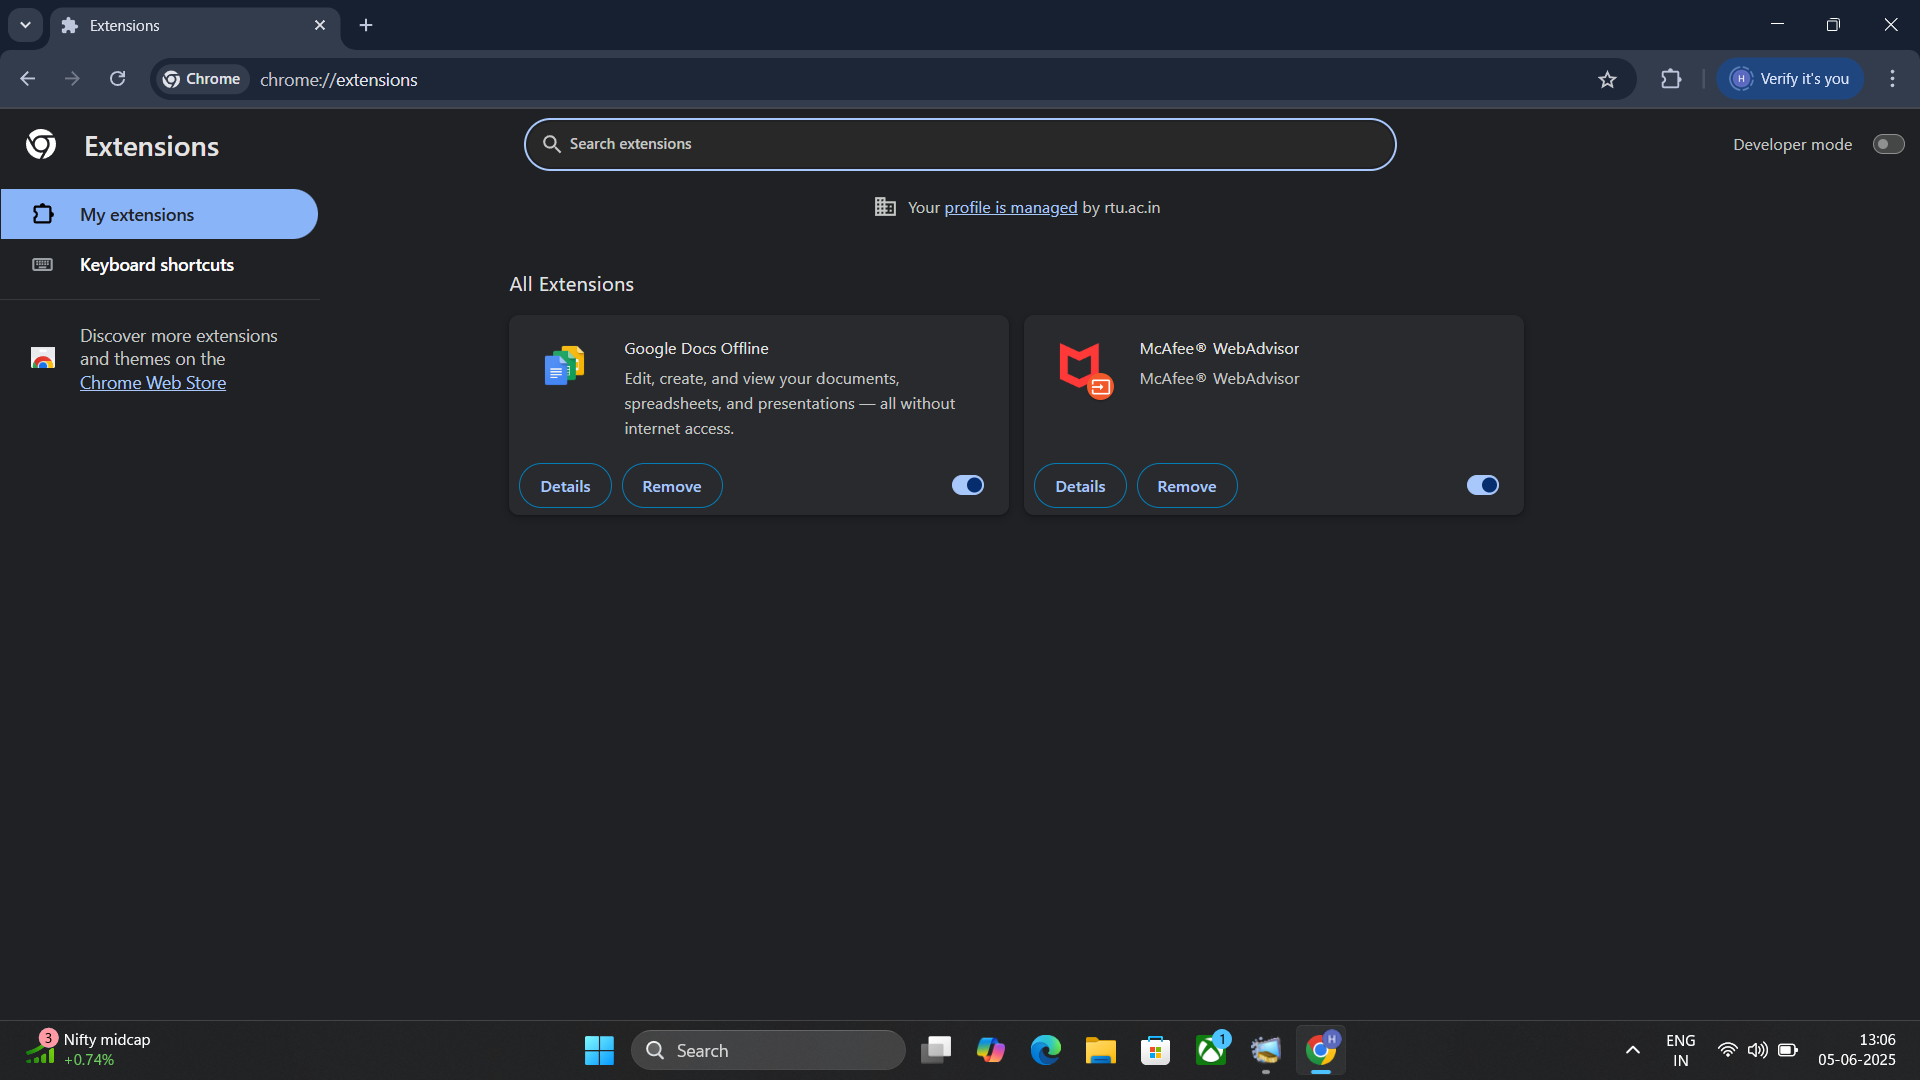 Extensions
Chrome
chrome://extensions
H
Verify it's you
Extensions
Search extensions
Developer mode
My extensions
Your profile is managed by rtu.ac.in
Keyboard shortcuts
All Extensions
Discover more extensions
and themes on the
Chrome Web Store
Google Docs Offline
Edit, create, and view your documents,
spreadsheets, and presentations — all without
internet access.
Details
Remove
McAfee® WebAdvisor
McAfee® WebAdvisor
Details
Remove
3
Nifty midcap
+0.74%
Search
1
H
ENG
IN
13:06
05-06-2025